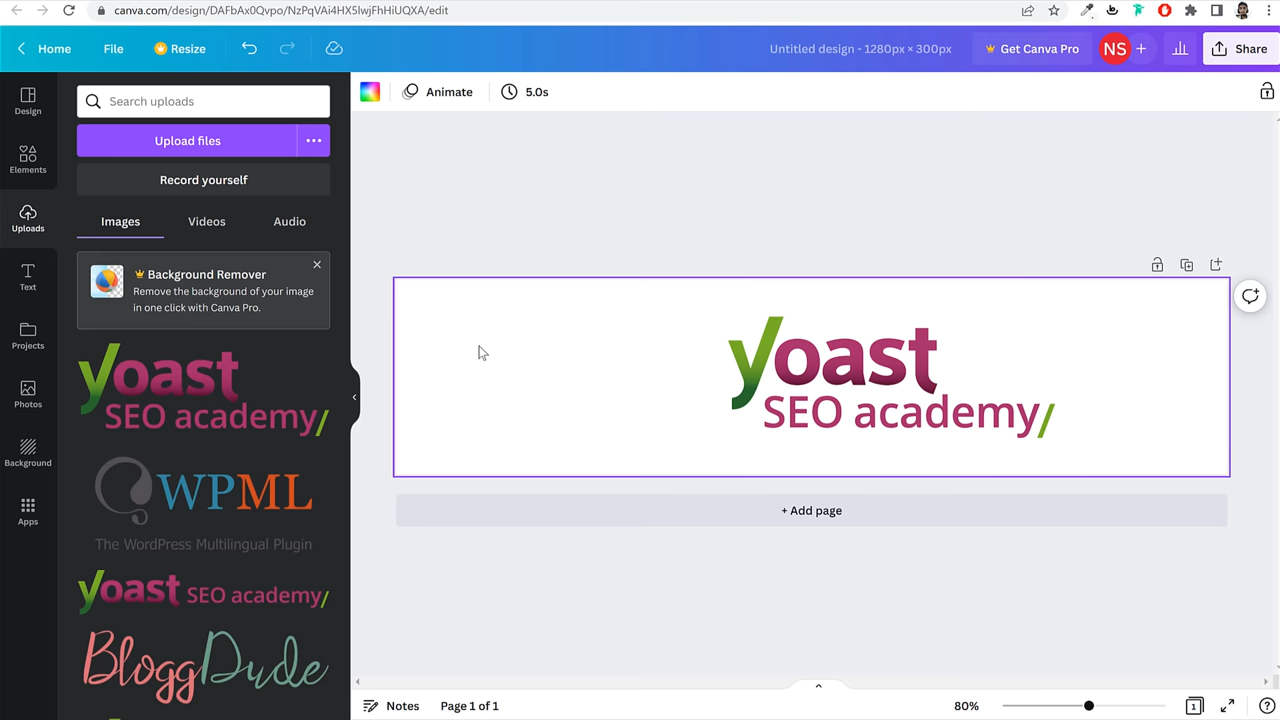 canva.com/design/DAFbAx0Qvpo/NzPqVAi4HX5lwjFhHiUQXA/edit
Home File Resize Untitled design - 1280px × 300px Get Canva Pro NS + Share
Design
Elements
Uploads
Text
Projects
Photos
Background
Apps
Search uploads
Upload files
Record yourself
Images Videos Audio
Background Remover
Remove the background of your image
in one click with Canva Pro.
yoast
SEO academy/
WPML
The WordPress Multilingual Plugin
yoast SEO academy/
BloggDude
Animate 5.0s
yoast
SEO academy/
+ Add page
Notes Page 1 of 1 80% 1